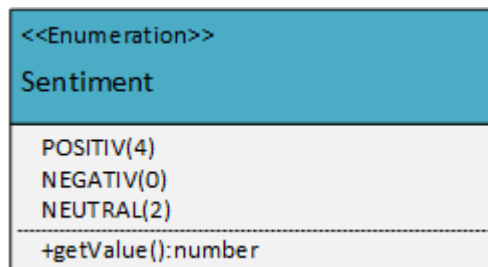 <<Enumeration>>
Sentiment
POSITIV(4)
NEGATIV(0)
NEUTRAL(2)
+getValue():number